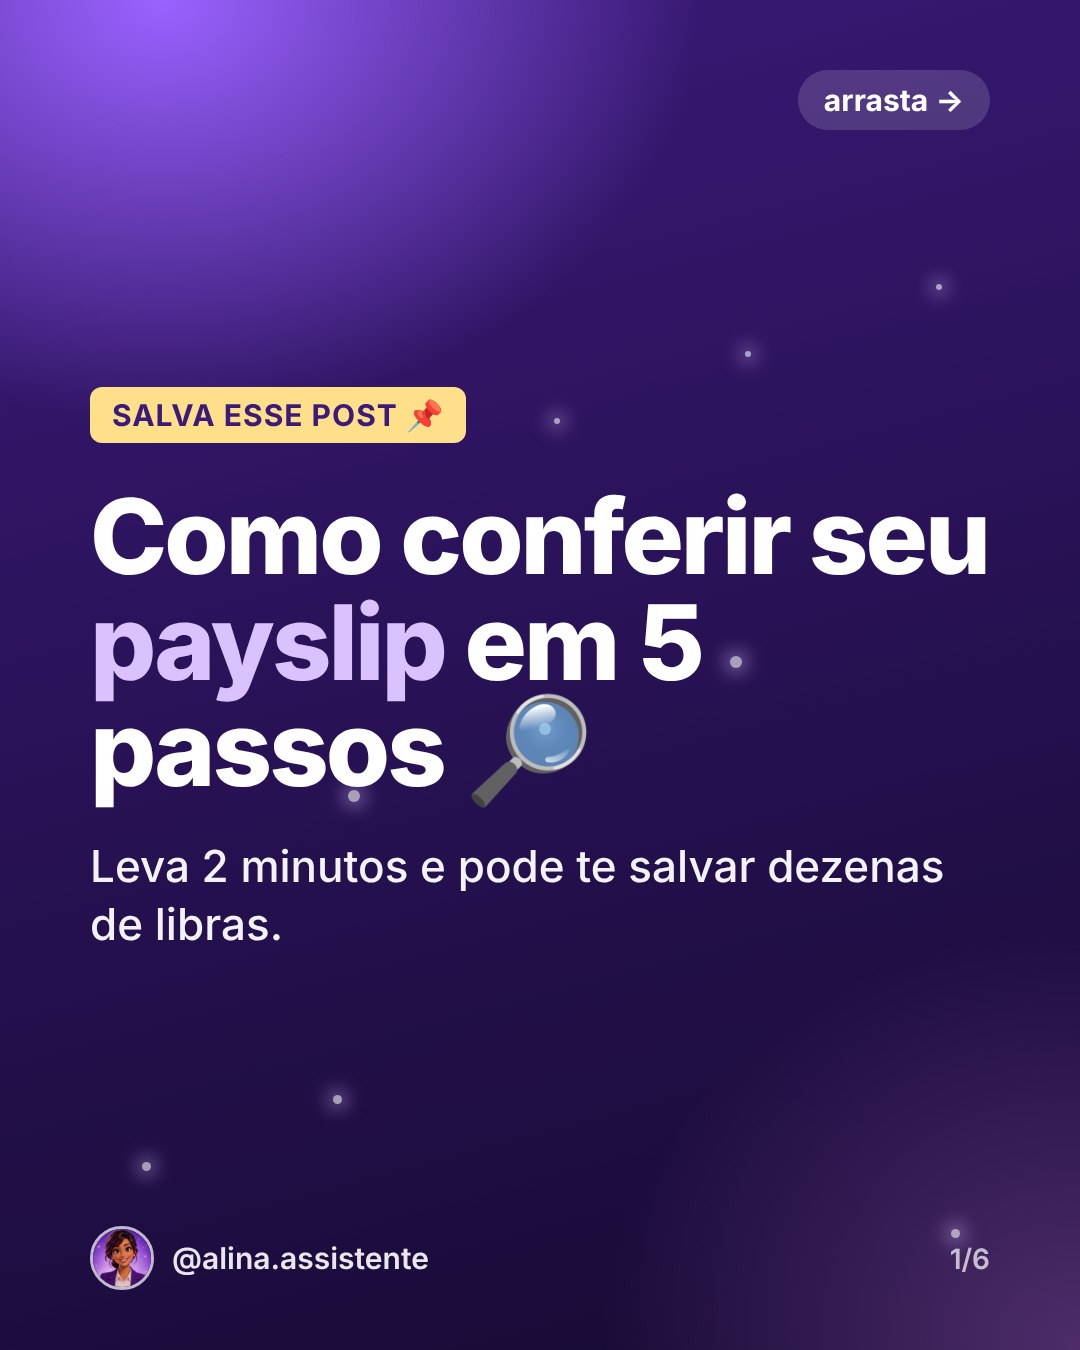 arrasta →
SALVA ESSE POST 📌
Como conferir seu
payslip em 5
passos 🔍
Leva 2 minutos e pode te salvar dezenas
de libras.
@alina.assistente
1/6